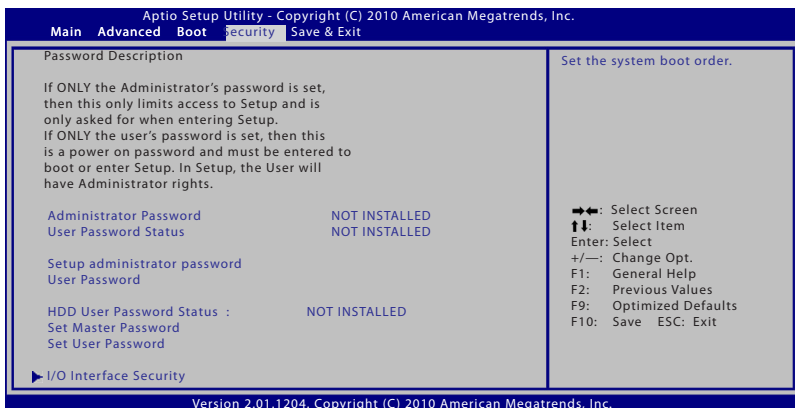 Aptio Setup Utility - Copyright (C) 2010 American Megatrends, Inc.
Main Advanced Boot Security Save & Exit
Password Description
If ONLY the Administrator's password is set,
then this only limits access to Setup and is
only asked for when entering Setup.
If ONLY the user's password is set, then this
is a power on password and must be entered to
boot or enter Setup. In Setup, the User will
have Administrator rights.
Administrator Password NOT INSTALLED
User Password Status NOT INSTALLED
Setup administrator password
User Password
HDD User Password Status : NOT INSTALLED
Set Master Password
Set User Password
I/O Interface Security
Set the system boot order.
→←: Select Screen
↑↓: Select Item
Enter: Select
+/—: Change Opt.
F1: General Help
F2: Previous Values
F9: Optimized Defaults
F10: Save ESC: Exit
Version 2.01.1204. Copyright (C) 2010 American Megatrends, Inc.